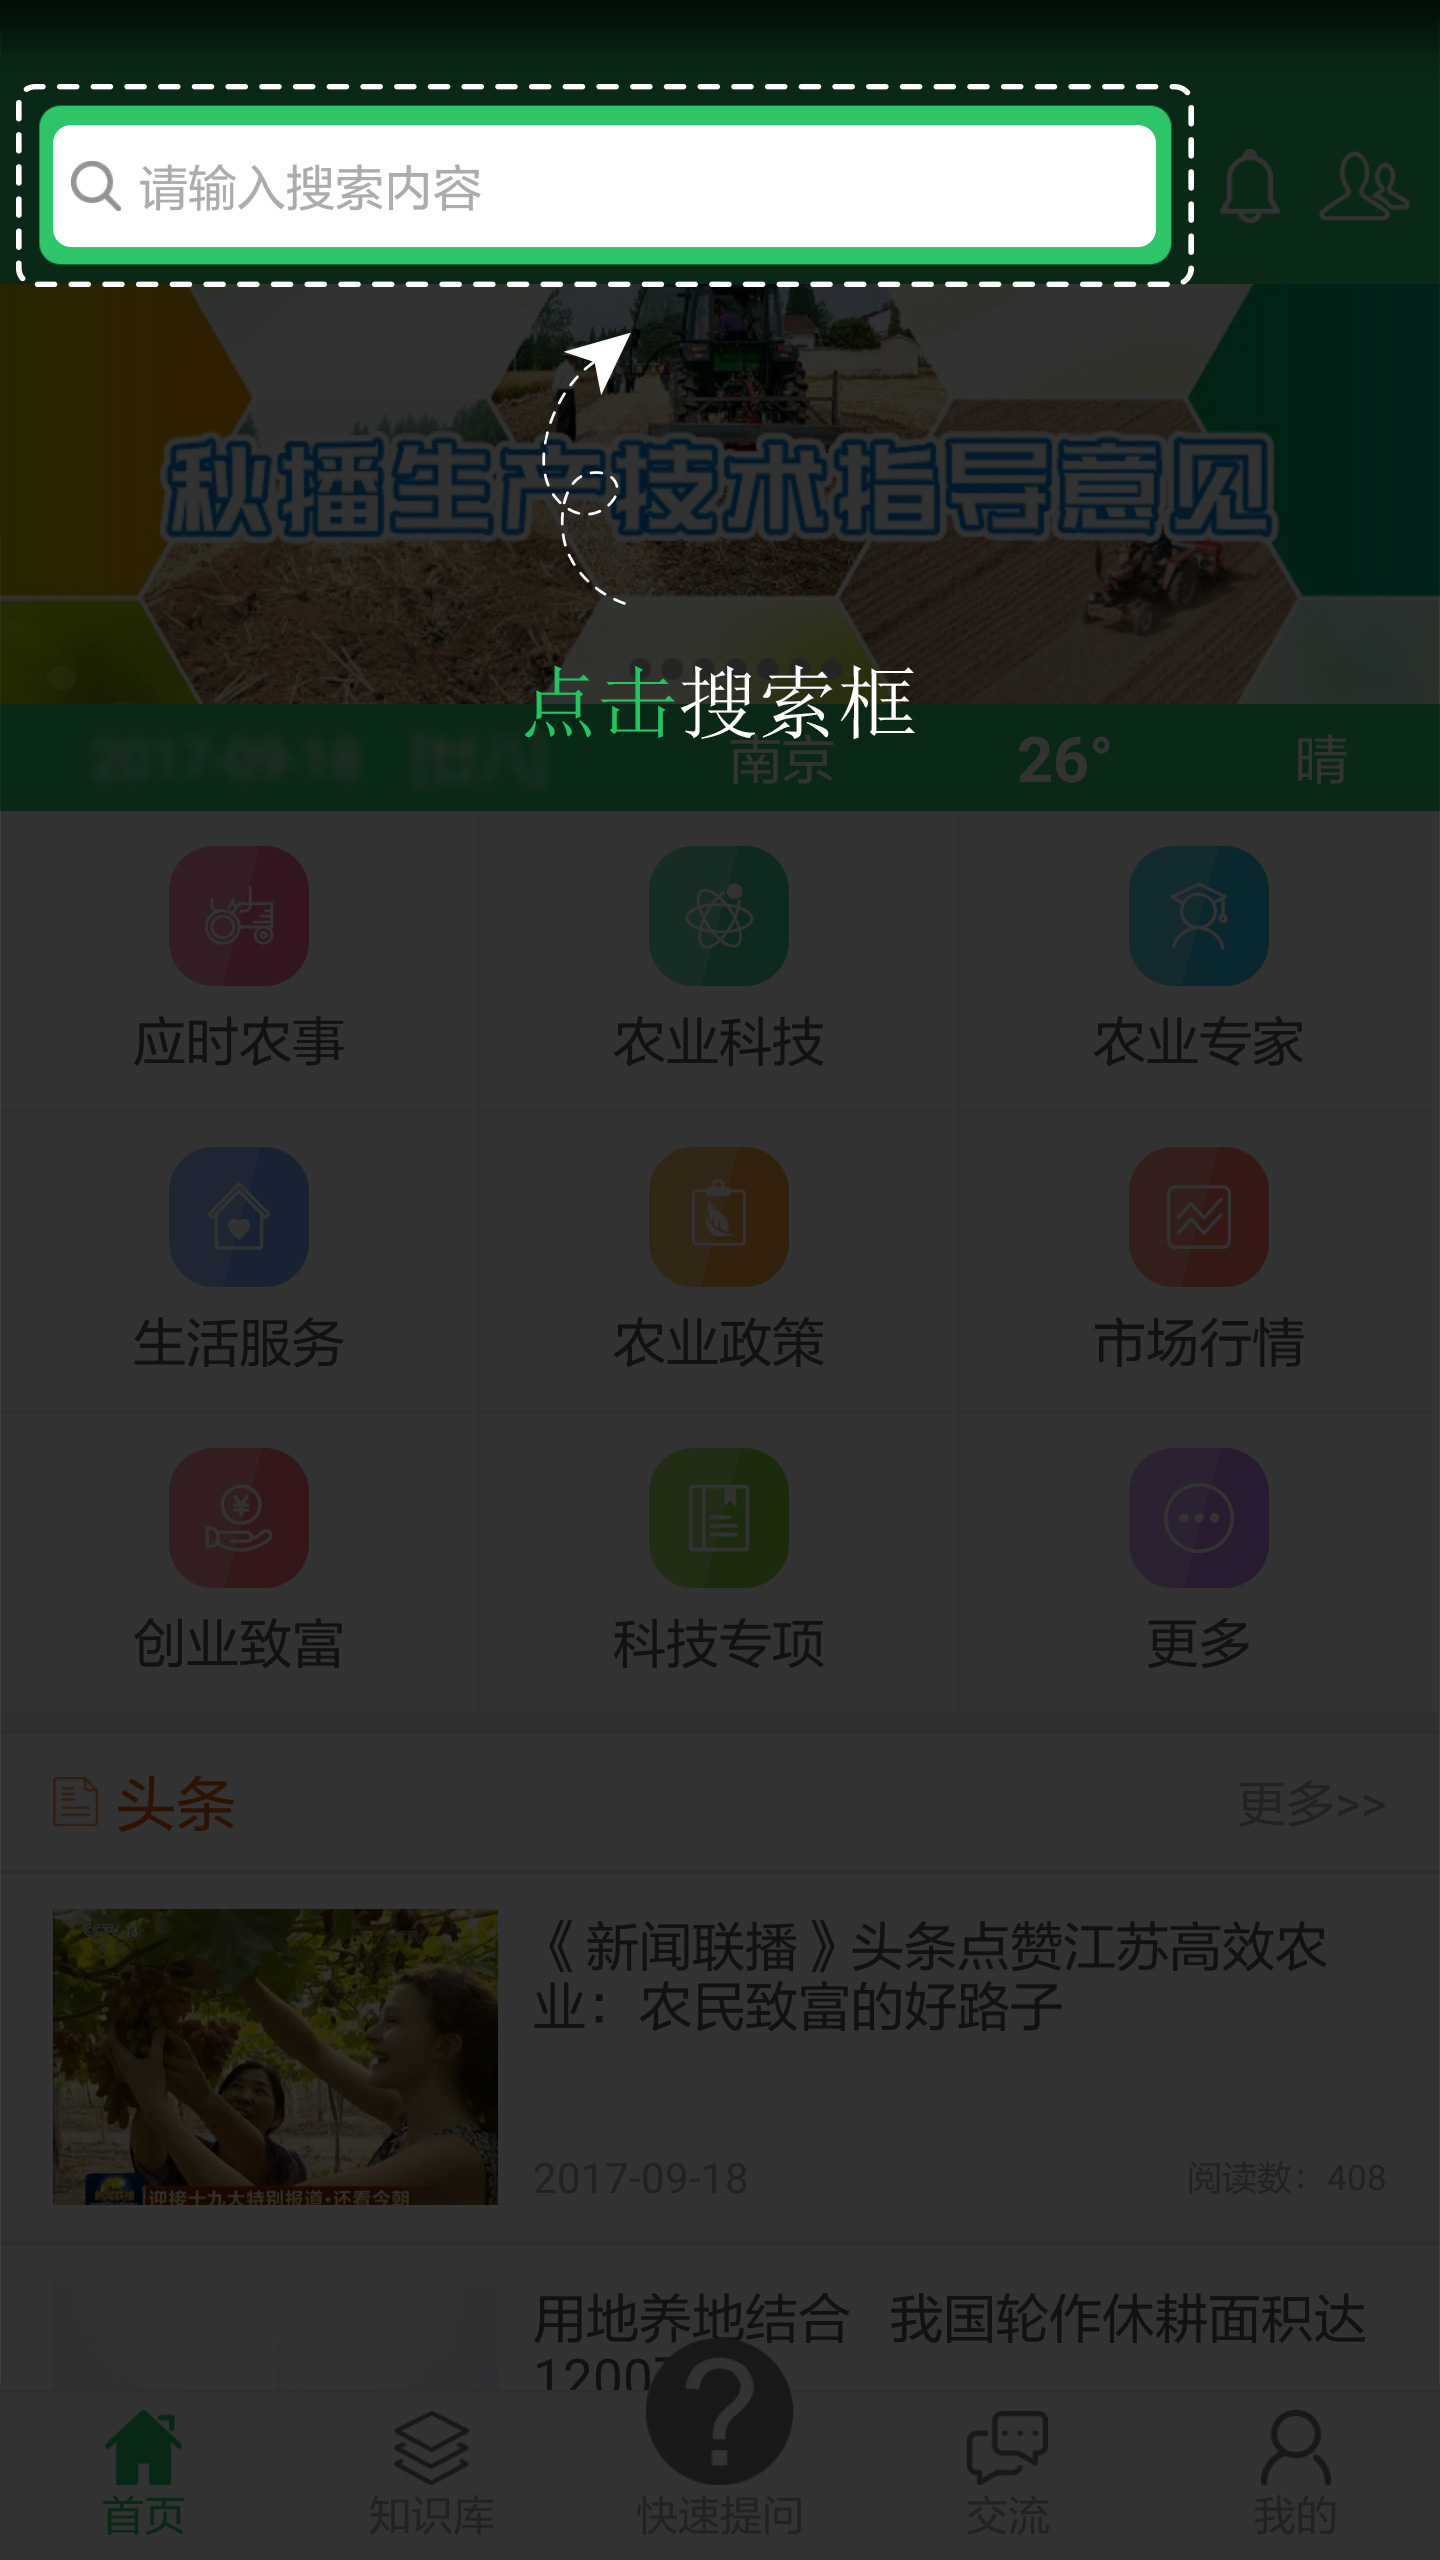 请输入搜索内容
秋播生产技术指导意见
点击搜索框
2017-09-18 [廿八] 南京 26° 晴
应时农事 农业科技 农业专家
生活服务 农业政策 市场行情
创业致富 科技专项 更多
头条 更多>>
《新闻联播》头条点赞江苏高效农
业：农民致富的好路子
迎接十九大特别报道·还看今朝
2017-09-18 阅读数：408
用地养地结合 我国轮作休耕面积达
1200
首页 知识库 快速提问 交流 我的